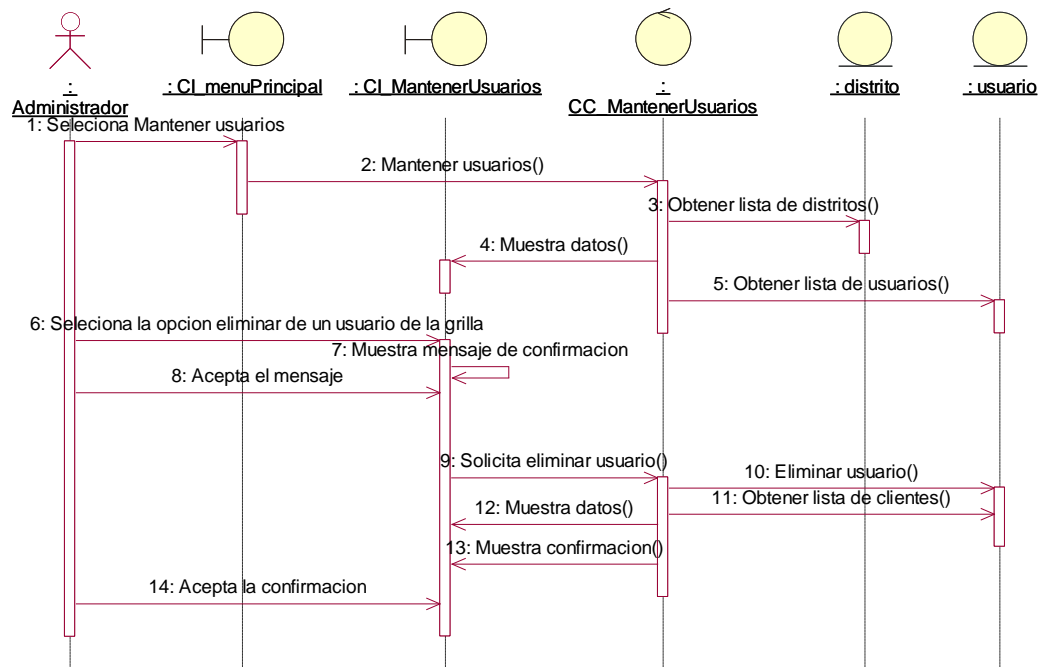 :
Administrador
: CI_menuPrincipal
: CI_MantenerUsuarios
:
CC_MantenerUsuarios
: distrito
: usuario
1: Seleciona Mantener usuarios
2: Mantener usuarios()
3: Obtener lista de distritos()
4: Muestra datos()
5: Obtener lista de usuarios()
6: Seleciona la opcion eliminar de un usuario de la grilla
7: Muestra mensaje de confirmacion
8: Acepta el mensaje
9: Solicita eliminar usuario()
10: Eliminar usuario()
11: Obtener lista de clientes()
12: Muestra datos()
13: Muestra confirmacion()
14: Acepta la confirmacion